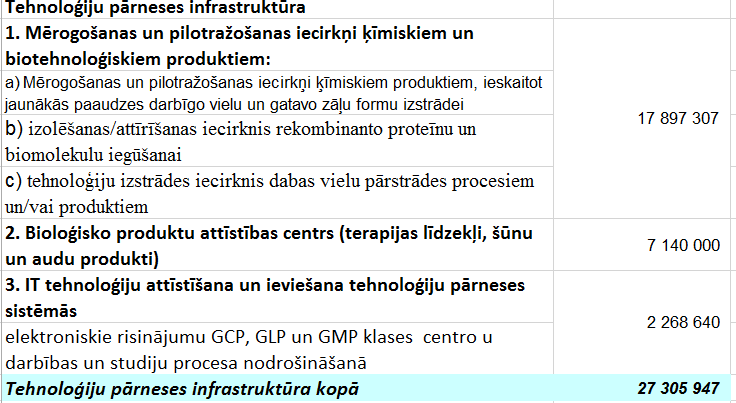 Tehnoloģiju pārneses infrastruktūra
1. Mērogošanas un pilotražošanas iecirkņi ķīmiskiem un
biotehnoloģiskiem produktiem:
a) Mērogošanas un pilotražošanas iecirkņi ķīmiskiem produktiem, ieskaitot
jaunākās paaudzes darbīgo vielu un gatavo zāļu formu izstrādei
17 897 307
b) izolēšanas/attīrīšanas iecirknis rekombinanto proteīnu un
biomolekulu iegūšanai
c) tehnoloģiju izstrādes iecirknis dabas vielu pārstrādes procesiem
un/vai produktiem
2. Bioloģisko produktu attīstības centrs (terapijas līdzekļi, šūnu
un audu produkti)
7 140 000
3. IT tehnoloģiju attīstīšana un ieviešana tehnoloģiju pārneses
sistēmās
2 268 640
elektroniskie risinājumu GCP, GLP un GMP klases centro u
darbības un studiju procesa nodrošināšanā
Tehnoloģiju pārneses infrastruktūra kopā 27 305 947